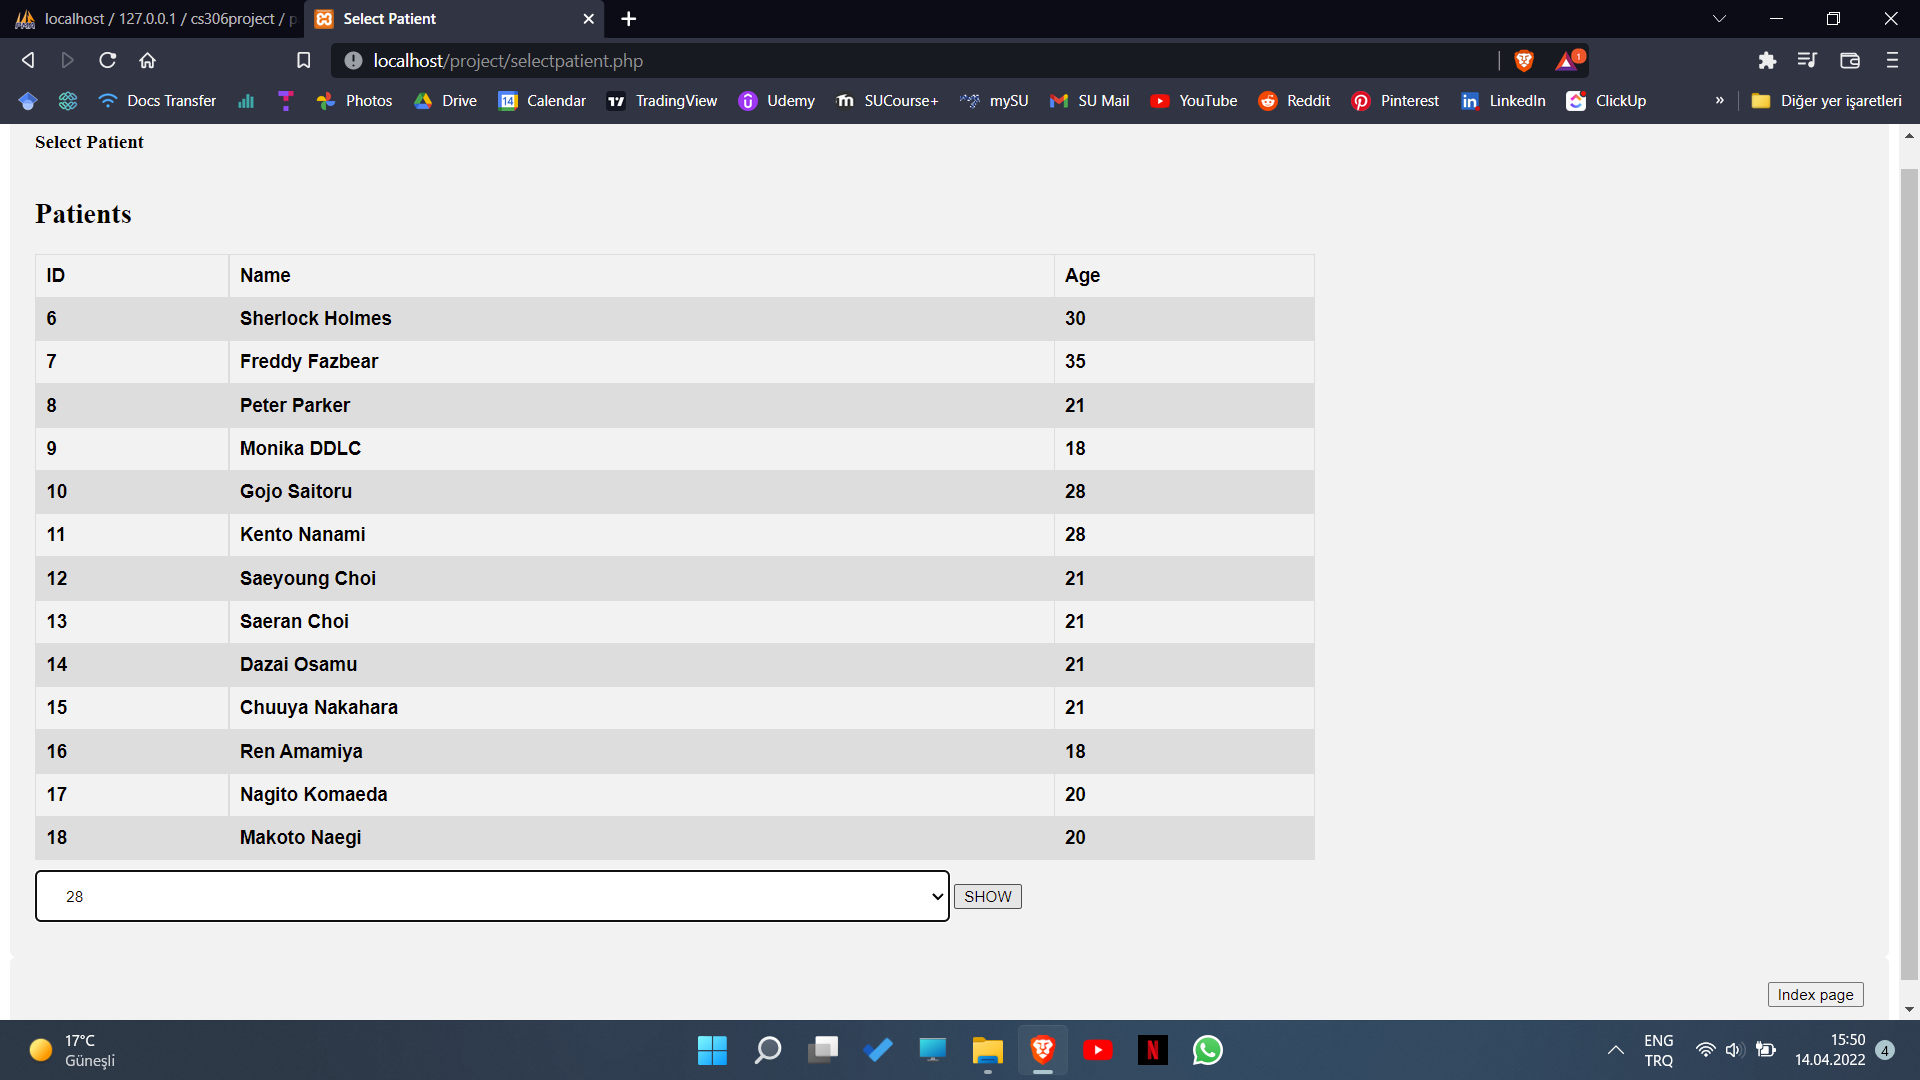 localhost / 127.0.0.1 / cs306project / p
Select Patient
localhost/project/selectpatient.php
1
Docs Transfer
Photos
Drive
14
Calendar
TradingView
Udemy
SUCourse+
mySU
SU Mail
YouTube
Reddit
Pinterest
LinkedIn
ClickUp
»
Diğer yer işaretleri
Select Patient
Patients
ID Name Age
6 Sherlock Holmes 30
7 Freddy Fazbear 35
8 Peter Parker 21
9 Monika DDLC 18
10 Gojo Saitoru 28
11 Kento Nanami 28
12 Saeyoung Choi 21
13 Saeran Choi 21
14 Dazai Osamu 21
15 Chuuya Nakahara 21
16 Ren Amamiya 18
17 Nagito Komaeda 20
18 Makoto Naegi 20
28
SHOW
Index page
17°C
Güneşli
ENG
TRQ
15:50
14.04.2022
4